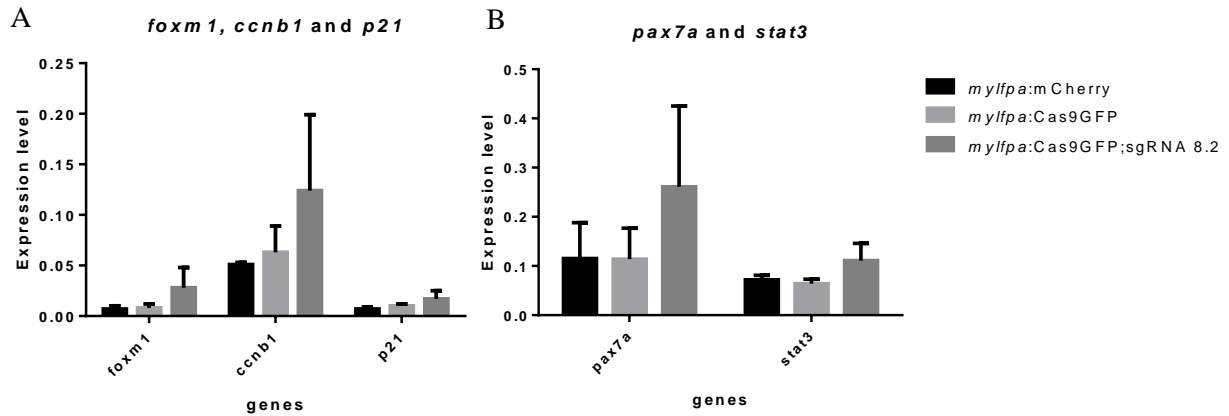 A
foxm1, ccnb1 and p21
Expression level
0.25
0.20
0.15
0.10
0.05
0.00
foxm1
ccnb1
p21
genes
B
pax7a and stat3
Expression level
0.5
0.4
0.3
0.2
0.1
0.0
pax7a
stat3
genes
mylfpa:mCherry
mylfpa:Cas9GFP
mylfpa:Cas9GFP;sgRNA 8.2